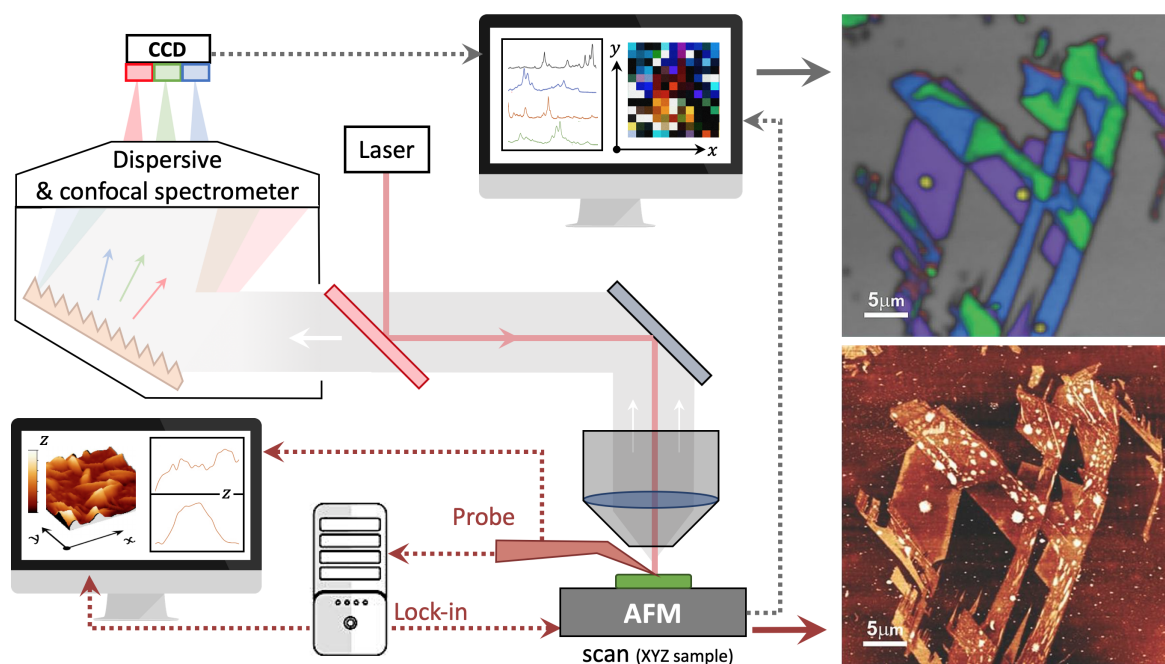 CCD
Dispersive
& confocal spectrometer
Laser
y
x
5μm
z
z
y
x
Probe
Lock-in
AFM
scan (XYZ sample)
5μm